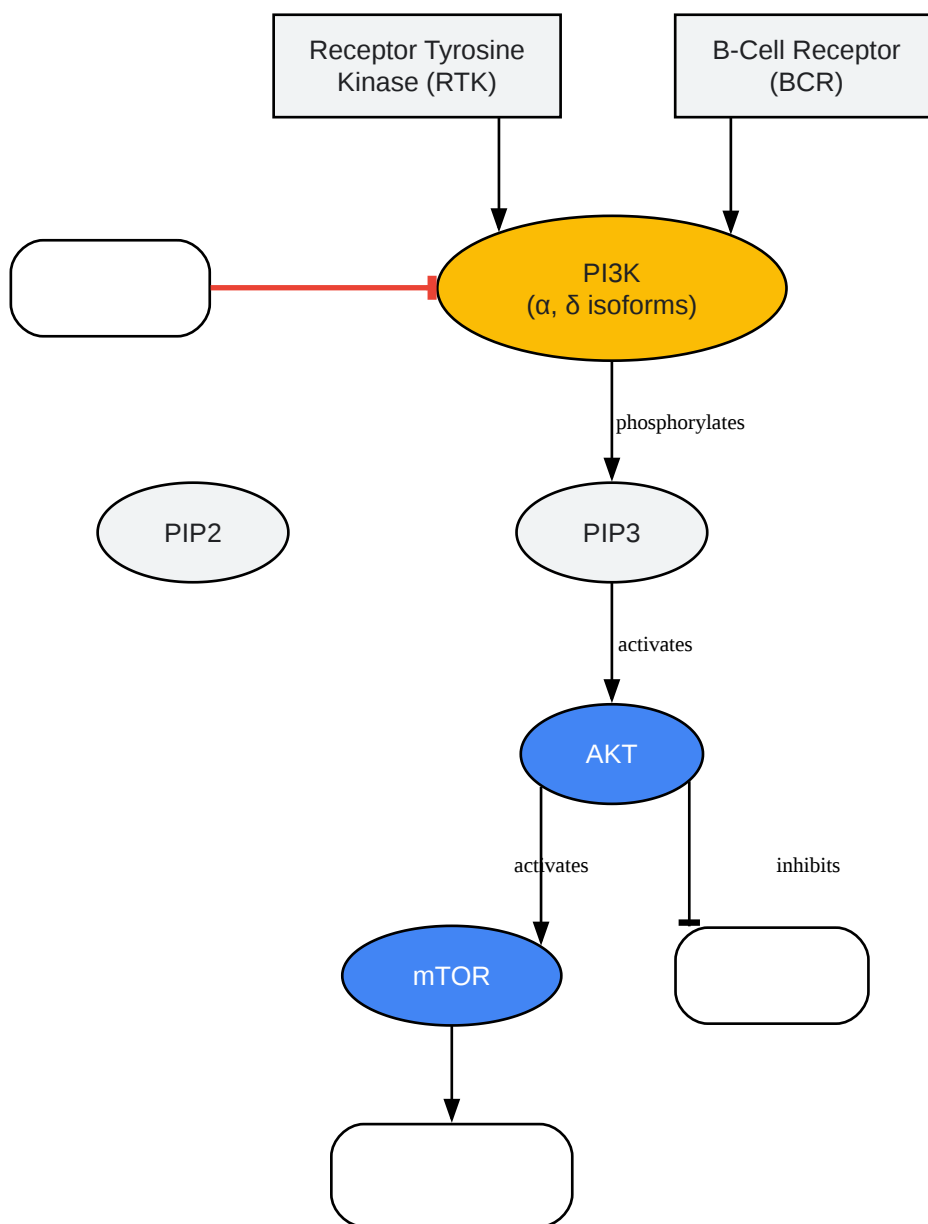 Receptor Tyrosine
Kinase (RTK)
B-Cell Receptor
(BCR)
PI3K
(α, δ isoforms)
phosphorylates
PIP2
PIP3
activates
AKT
activates
inhibits
mTOR